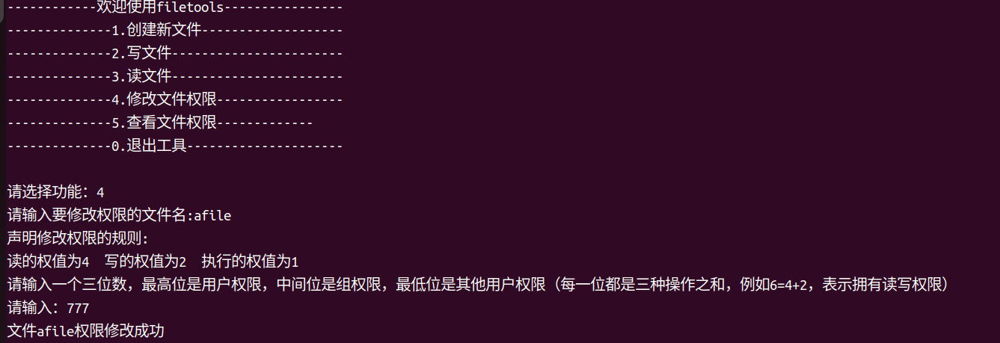 ------------欢迎使用filetools----------------
--------------1.创建新文件-------------------
--------------2.写文件-----------------------
--------------3.读文件-----------------------
--------------4.修改文件权限-----------------
--------------5.查看文件权限-------------
--------------0.退出工具---------------------
请选择功能：4
请输入要修改权限的文件名:afile
声明修改权限的规则:
读的权值为4  写的权值为2  执行的权值为1
请输入一个三位数，最高位是用户权限，中间位是组权限，最低位是其他用户权限（每一位都是三种操作之和，例如6=4+2，表示拥有读写权限）
请输入：777
文件afile权限修改成功